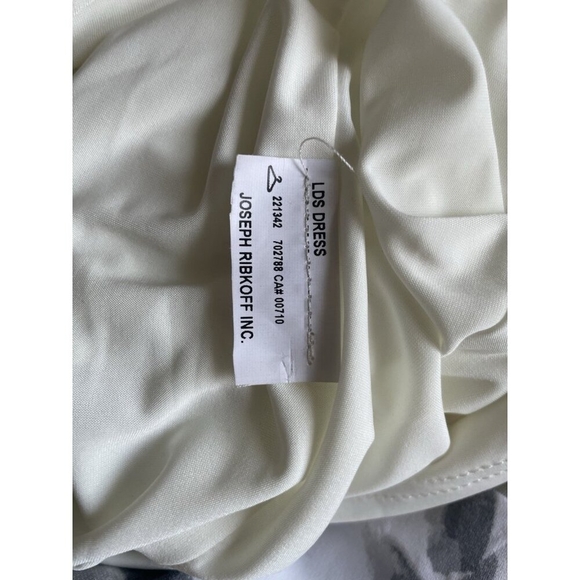 LDS DRESS
221342 702788 CA# 00710
JOSEPH RIBKOFF INC.